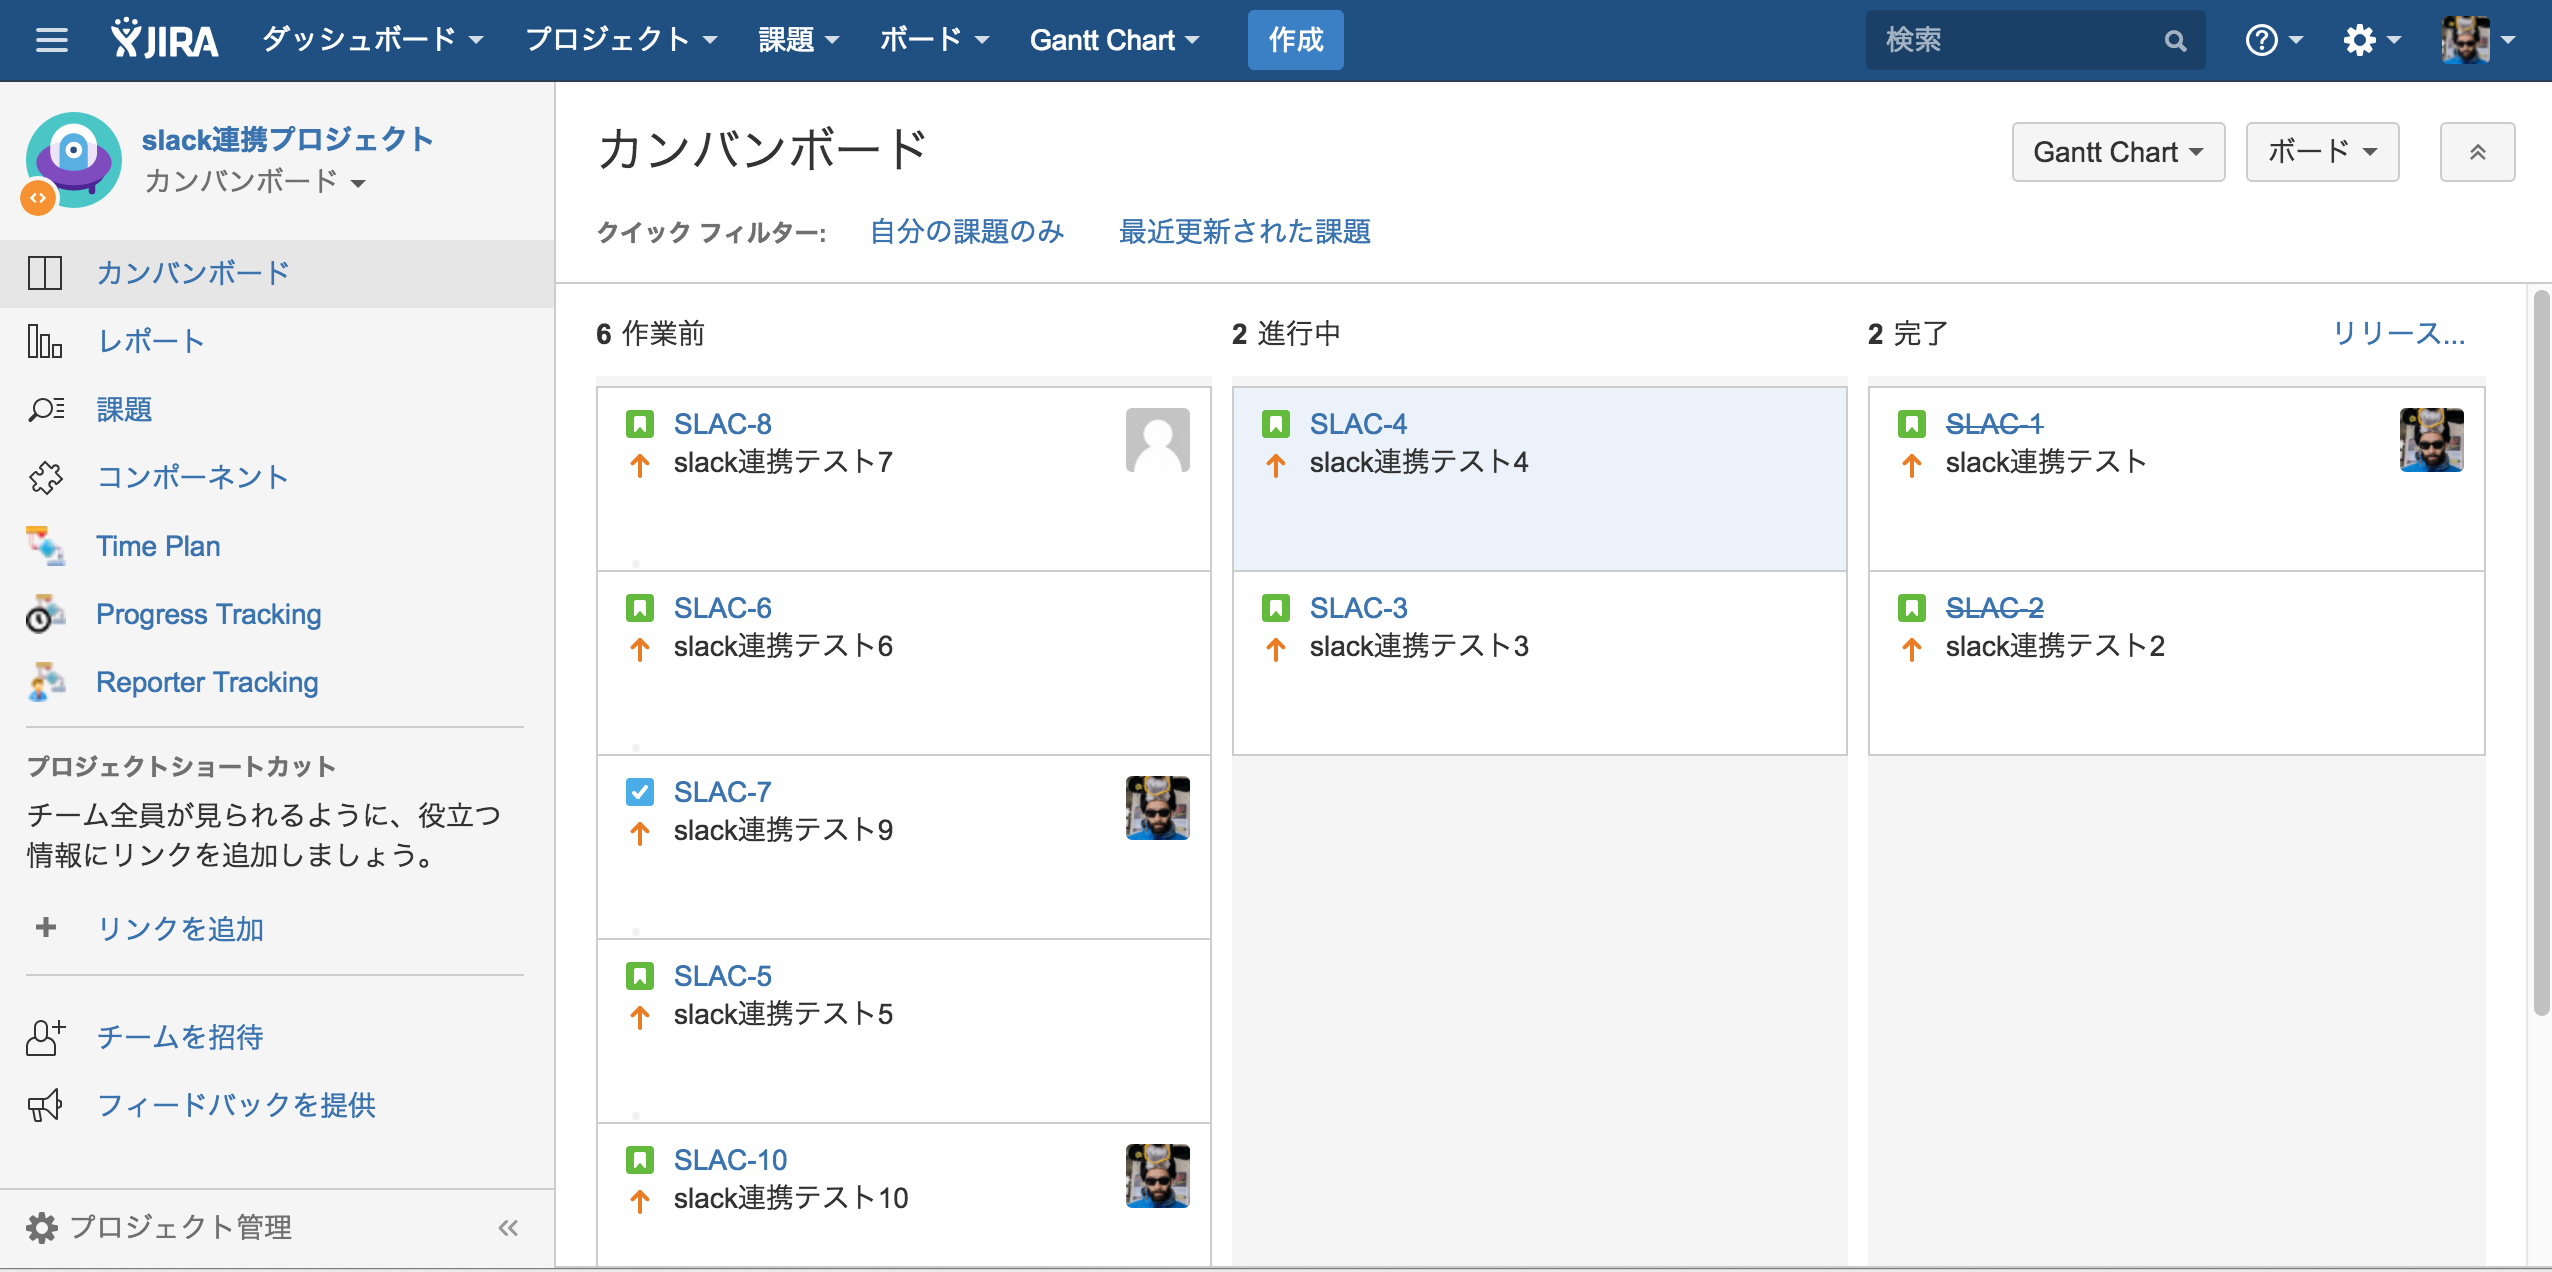 JIRA ダッシュボード プロジェクト 課題 ボード Gantt Chart 作成 検索
slack連携プロジェクト
カンバンボード
カンバンボード
レポート
課題
コンポーネント
Time Plan
Progress Tracking
Reporter Tracking
プロジェクトショートカット
チーム全員が見られるように、役立つ
情報にリンクを追加しましょう。
リンクを追加
チームを招待
フィードバックを提供
プロジェクト管理
カンバンボード
Gantt Chart ボード
クイック フィルター: 自分の課題のみ 最近更新された課題
6 作業前
SLAC-8
slack連携テスト7
SLAC-6
slack連携テスト6
SLAC-7
slack連携テスト9
SLAC-5
slack連携テスト5
SLAC-10
slack連携テスト10
2 進行中
SLAC-4
slack連携テスト4
SLAC-3
slack連携テスト3
2 完了 リリース...
SLAC-1
slack連携テスト
SLAC-2
slack連携テスト2